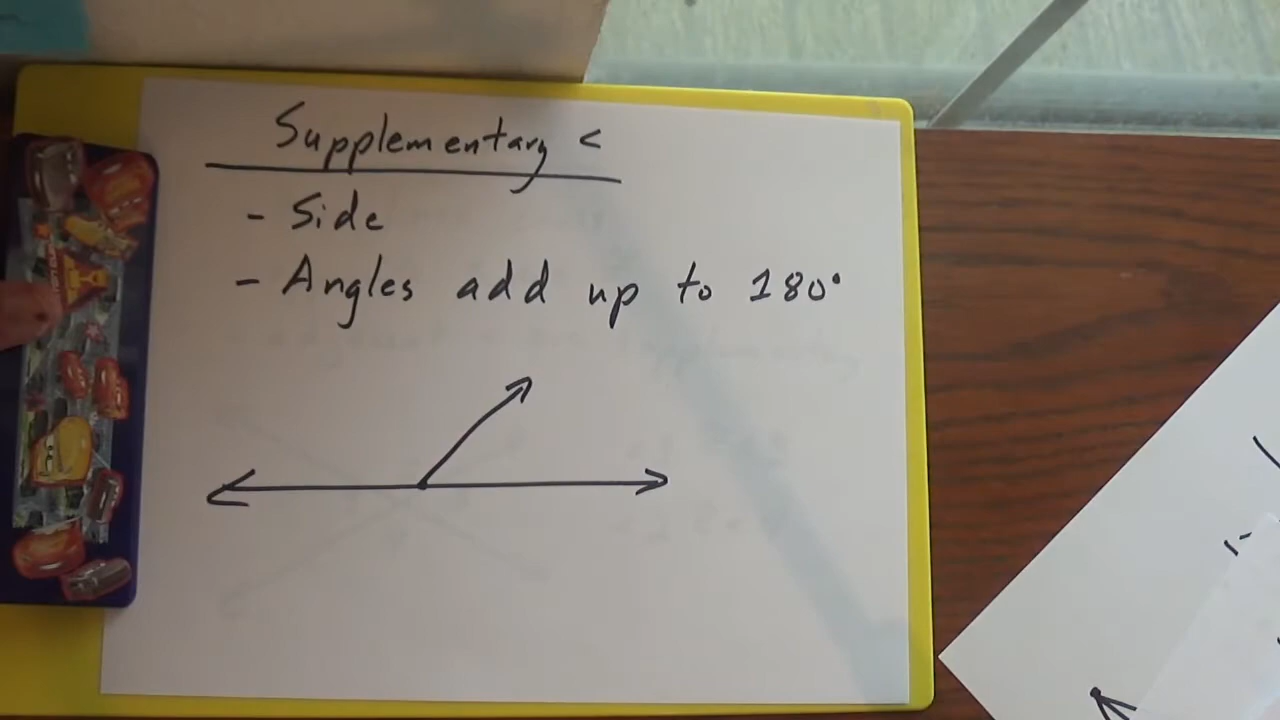 Supplementary <
- Side
- Angles add up to 180°